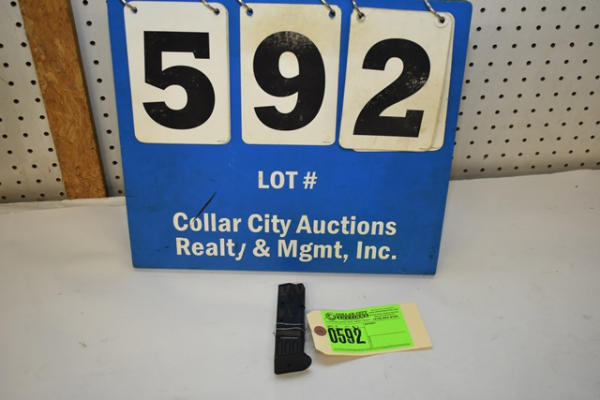 592
LOT #
Collar City Auctions
Realty & Mgmt, Inc.
0592